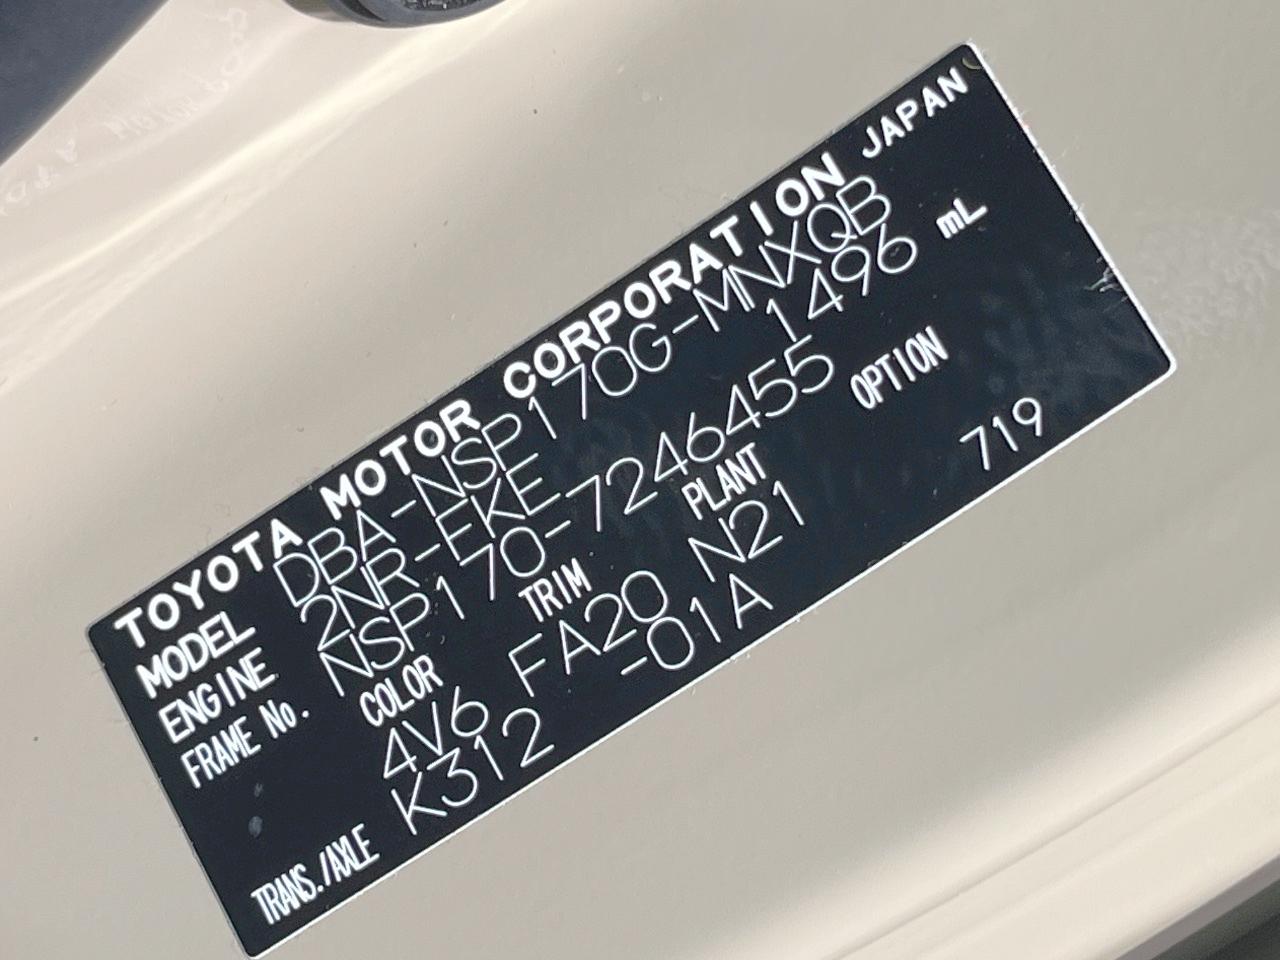 TOYOTA MOTOR CORPORATION JAPAN
MODEL DBA-NSP170G-MNXQB
ENGINE 2NR-FKE 1496 mL
FRAME No. NSP170-7246455
COLOR TRIM PLANT OPTION
4V6 FA20 N21 719
TRANS./AXLE K312 -01A